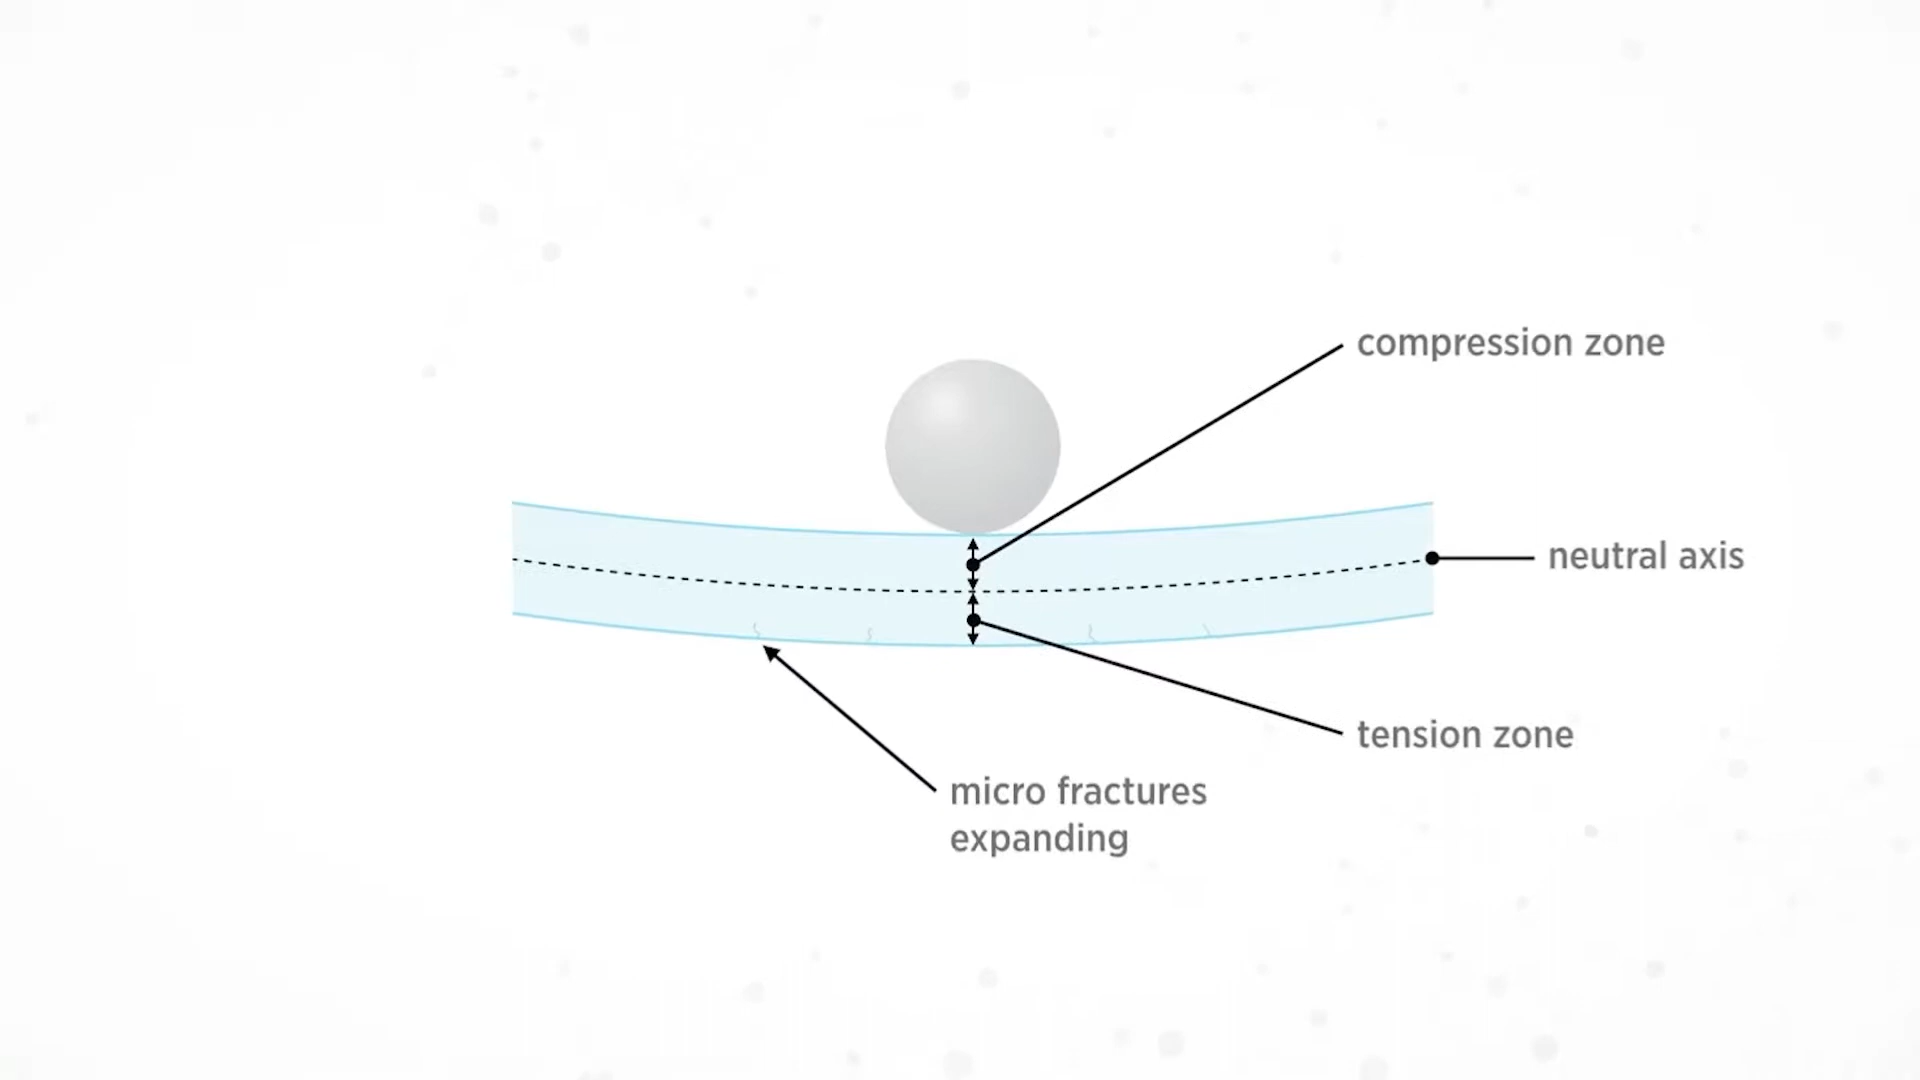 compression zone
neutral axis
tension zone
micro fractures
expanding